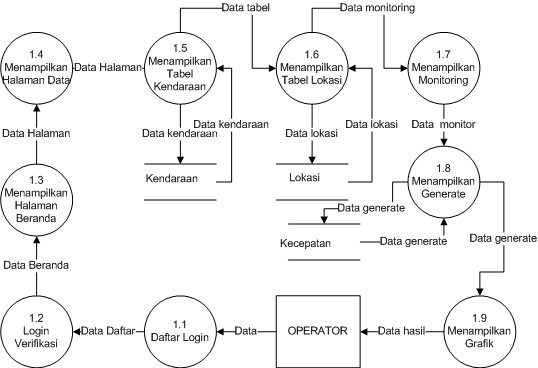 Data tabel
Data monitoring
1.4
Menampilkan
Halaman Data
Data Halaman
1.5
Menampilkan
Tabel
Kendaraan
1.6
Menampilkan
Tabel Lokasi
1.7
Menampilkan
Monitoring
Data Halaman
Data kendaraan
Data kendaraan
Data lokasi
Data lokasi
Data  monitor
1.3
Menampilkan
Halaman
Beranda
Kendaraan
Lokasi
1.8
Menampilkan
Generate
Data generate
Kecepatan
Data generate
Data generate
Data Beranda
1.2
Login
Verifikasi
Data Daftar
1.1
Daftar Login
Data
OPERATOR
Data hasil
1.9
Menampilkan
Grafik